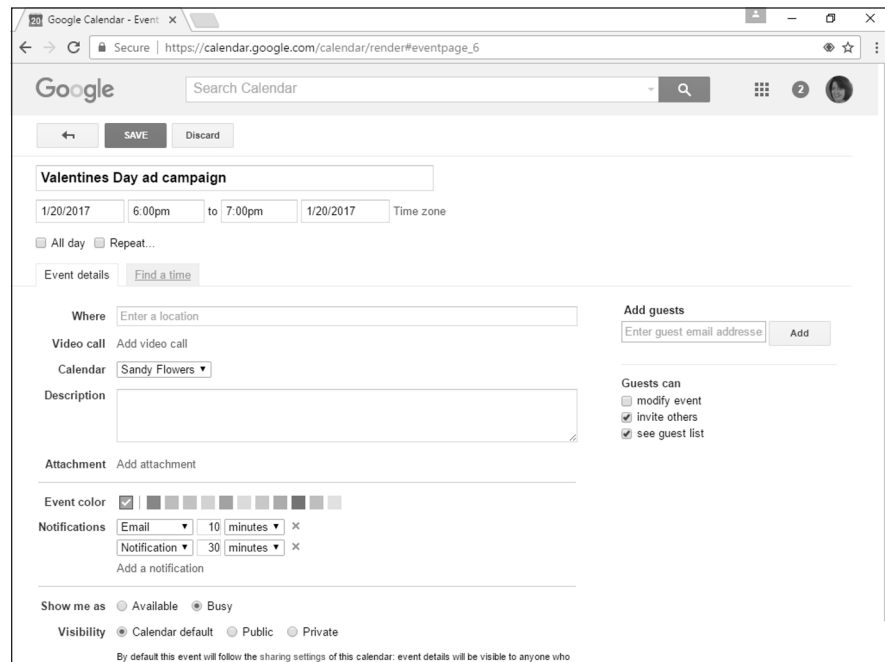 20 Google Calendar - Event
Secure | https://calendar.google.com/calendar/render#eventpage_6
Google Search Calendar 2
SAVE Discard
Valentines Day ad campaign
1/20/2017 6:00pm to 7:00pm 1/20/2017 Time zone
All day Repeat...
Event details Find a time
Where Enter a location
Video call Add video call
Calendar Sandy Flowers
Description
Attachment Add attachment
Event color
Notifications Email 10 minutes
Notification 30 minutes
Add a notification
Show me as Available Busy
Visibility Calendar default Public Private
By default this event will follow the sharing settings of this calendar: event details will be visible to anyone who
Add guests
Enter guest email addresse Add
Guests can
modify event
invite others
see guest list